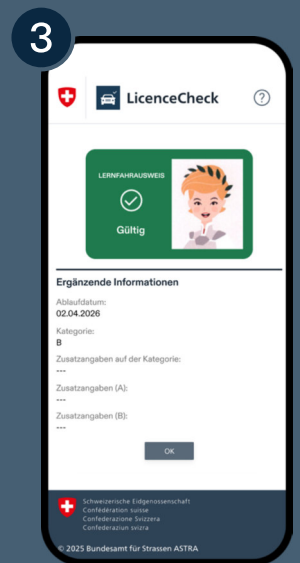 3
LicenceCheck
?
LERNFAHRAUSWEIS
Gültig
Ergänzende Informationen
Ablaufdatum:
02.04.2026
Kategorie:
B
Zusatzangaben auf der Kategorie:
---
Zusatzangaben (A):
---
Zusatzangaben (B):
---
OK
Schweizerische Eidgenossenschaft
Confédération suisse
Confederazione Svizzera
Confederaziun svizra
© 2025 Bundesamt für Strassen ASTRA